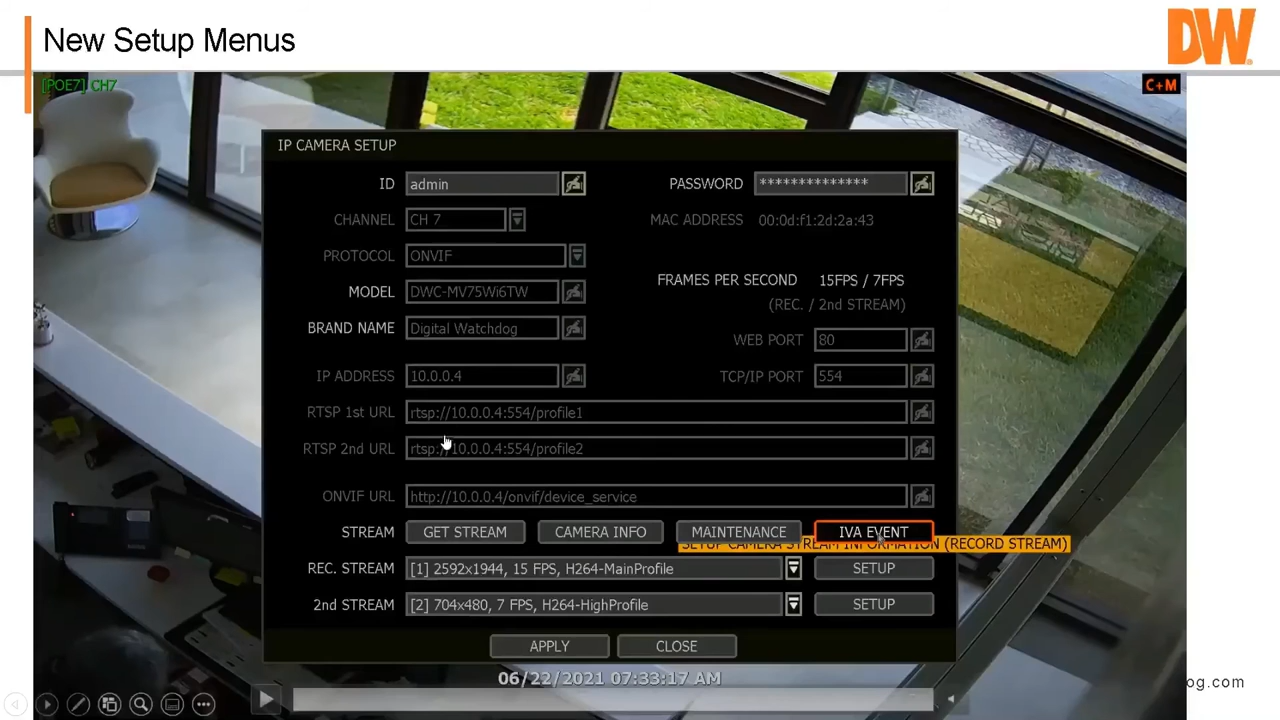 New Setup Menus
DW
[POE7] CH7
C+M
IP CAMERA SETUP
ID admin PASSWORD **************
CHANNEL CH 7 MAC ADDRESS 00:0d:f1:2d:2a:43
PROTOCOL ONVIF
FRAMES PER SECOND 15FPS / 7FPS
MODEL DWC-MV75Wi6TW (REC. / 2nd STREAM)
BRAND NAME Digital Watchdog WEB PORT 80
IP ADDRESS 10.0.0.4 TCP/IP PORT 554
RTSP 1st URL rtsp://10.0.0.4:554/profile1
RTSP 2nd URL rtsp://10.0.0.4:554/profile2
ONVIF URL http://10.0.0.4/onvif/device_service
STREAM GET STREAM CAMERA INFO MAINTENANCE IVA EVENT
SETUP CAMERA STREAM INFORMATION (RECORD STREAM)
REC. STREAM [1] 2592x1944, 15 FPS, H264-MainProfile SETUP
2nd STREAM [2] 704x480, 7 FPS, H264-HighProfile SETUP
APPLY CLOSE
06/22/2021 07:33:17 AM
og.com